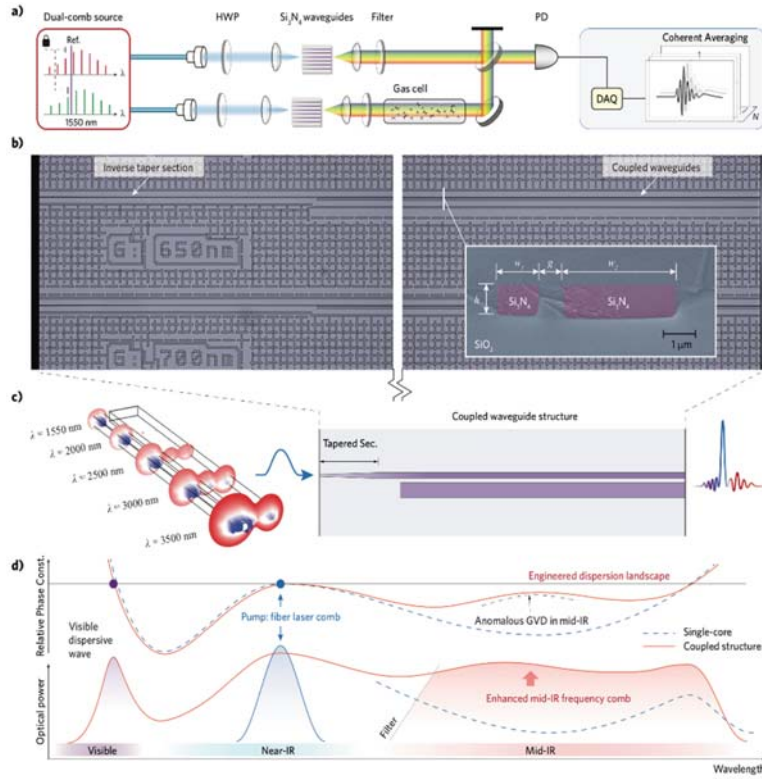 a)
Dual-comb source
HWP
Si₃N₄ waveguides
Filter
PD
Ref.
λ
λ
1550 nm
Gas cell
DAQ
Coherent Averaging
N
b)
Inverse taper section
Coupled waveguides
G: 650nm
G: 700nm
w₁
g
w₂
h
Si₃N₄
Si₃N₄
SiO₂
1 μm
c)
Coupled waveguide structure
Tapered Sec.
λ = 1550 nm
λ = 2000 nm
λ = 2500 nm
λ = 3000 nm
λ = 3500 nm
d)
Relative Phase Const.
Engineered dispersion landscape
Visible
dispersive
wave
Pump: fiber laser comb
Anomalous GVD in mid-IR
Single-core
Coupled structure
Optical power
Filter
Enhanced mid-IR frequency comb
Visible
Near-IR
Mid-IR
Wavelength